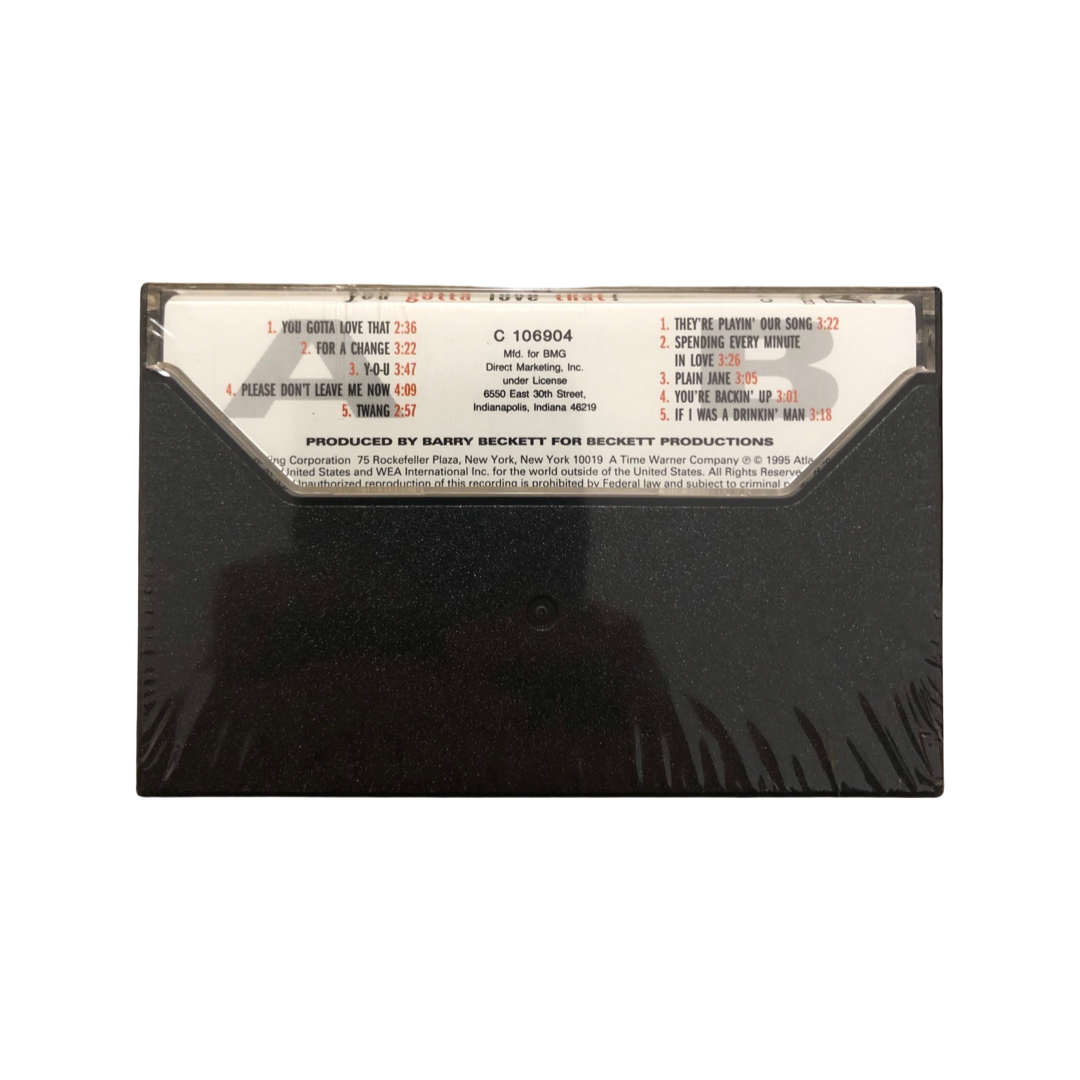 you gotta love that!
A
1. YOU GOTTA LOVE THAT 2:36
2. FOR A CHANGE 3:22
3. Y-O-U 3:47
4. PLEASE DON'T LEAVE ME NOW 4:09
5. TWANG 2:57
C 106904
Mfd. for BMG
Direct Marketing, Inc.
under License
6550 East 30th Street,
Indianapolis, Indiana 46219
B
1. THEY'RE PLAYIN' OUR SONG 3:22
2. SPENDING EVERY MINUTE
IN LOVE 3:26
3. PLAIN JANE 3:05
4. YOU'RE BACKIN' UP 3:01
5. IF I WAS A DRINKIN' MAN 3:18
PRODUCED BY BARRY BECKETT FOR BECKETT PRODUCTIONS
Corporation 75 Rockefeller Plaza, New York, New York 10019 A Time Warner Company ℗ © 1995
United States and WEA International Inc. for the world outside of the United States. All Rights
Unauthorized reproduction of this recording is prohibited by Federal law and subject to criminal